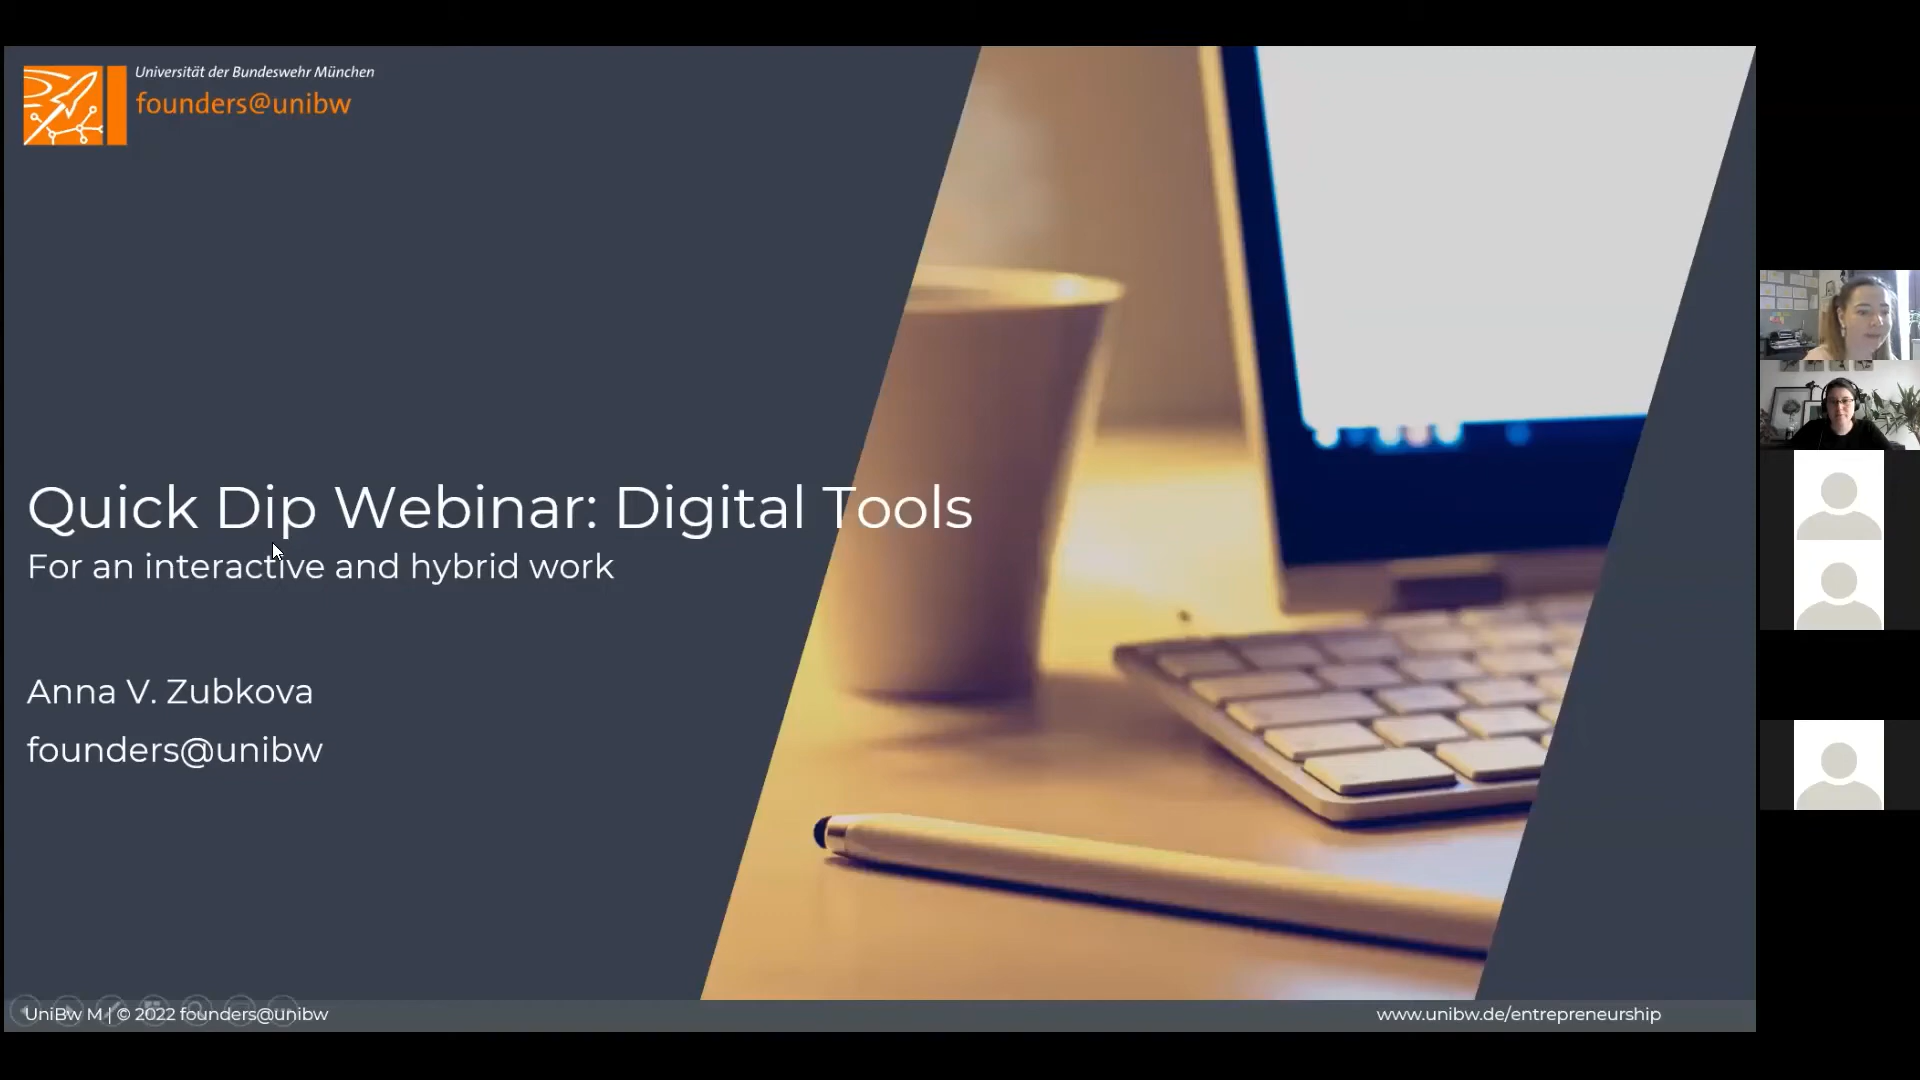 Universität der Bundeswehr München
founders@unibw
Quick Dip Webinar: Digital Tools
For an interactive and hybrid work
Anna V. Zubkova
founders@unibw
UniBw M | © 2022 founders@unibw
www.unibw.de/entrepreneurship